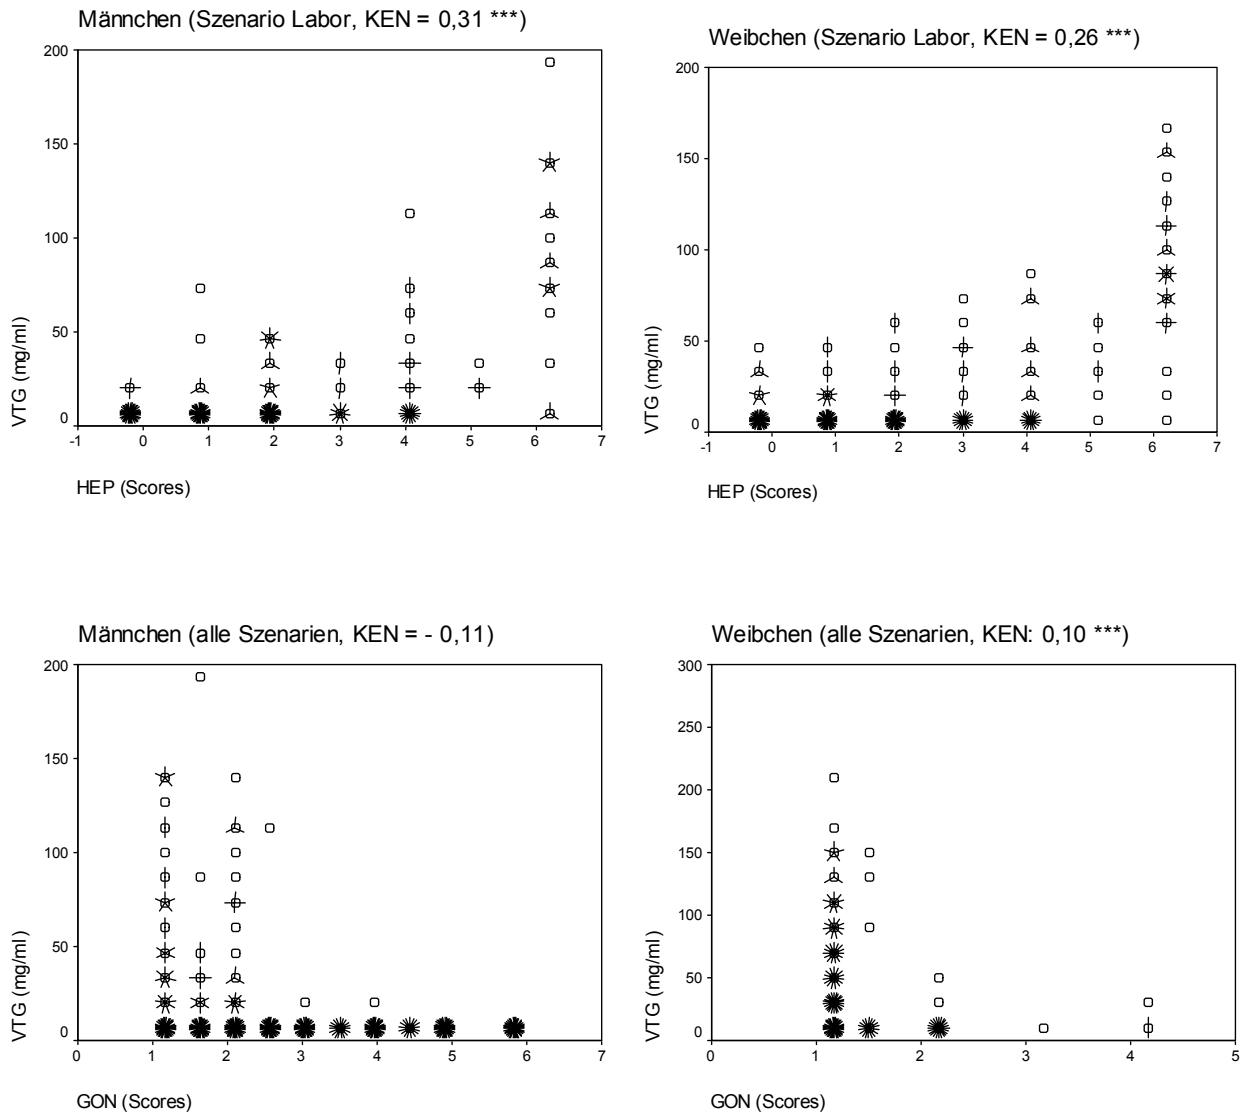 Männchen (Szenario Labor, KEN = 0,31 ***)
200
150
100
50
0
VTG (mg/ml)
-1 0 1 2 3 4 5 6 7
HEP (Scores)
Weibchen (Szenario Labor, KEN = 0,26 ***)
200
150
100
50
0
VTG (mg/ml)
-1 0 1 2 3 4 5 6 7
HEP (Scores)
Männchen (alle Szenarien, KEN = - 0,11)
200
150
100
50
0
VTG (mg/ml)
0 1 2 3 4 5 6 7
GON (Scores)
Weibchen (alle Szenarien, KEN: 0,10 ***)
300
250
200
150
100
50
0
VTG (mg/ml)
0 1 2 3 4 5
GON (Scores)